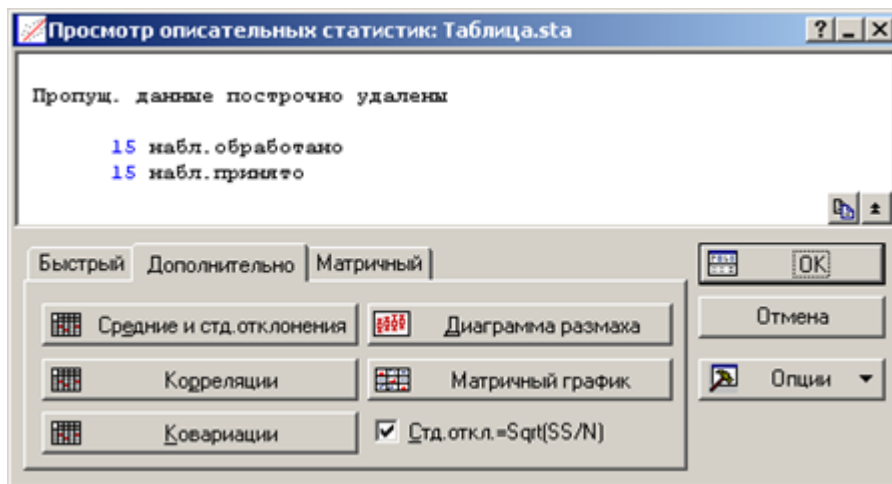 Просмотр описательных статистик: Таблица.sta
Пропущ. данные построчно удалены
15 набл.обработано
15 набл.принято
Быстрый Дополнительно Матричный
OK
Средние и стд.отклонения Диаграмма размаха
Отмена
Корреляции Матричный график
Опции
Ковариации Стд.откл.=Sqrt(SS/N)